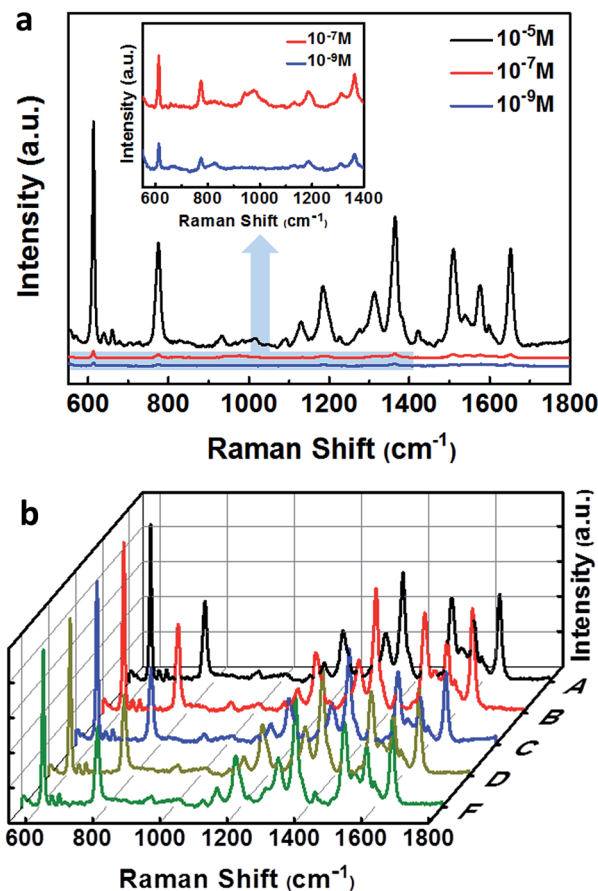 a
10⁻⁵M
10⁻⁷M
10⁻⁹M
Intensity (a.u.)
10⁻⁷M
10⁻⁹M
Intensity (a.u.)
600 800 1000 1200 1400
Raman Shift (cm⁻¹)
600 800 1000 1200 1400 1600 1800
Raman Shift (cm⁻¹)
b
Intensity (a.u.)
A
B
C
D
F
600 800 1000 1200 1400 1600 1800
Raman Shift (cm⁻¹)